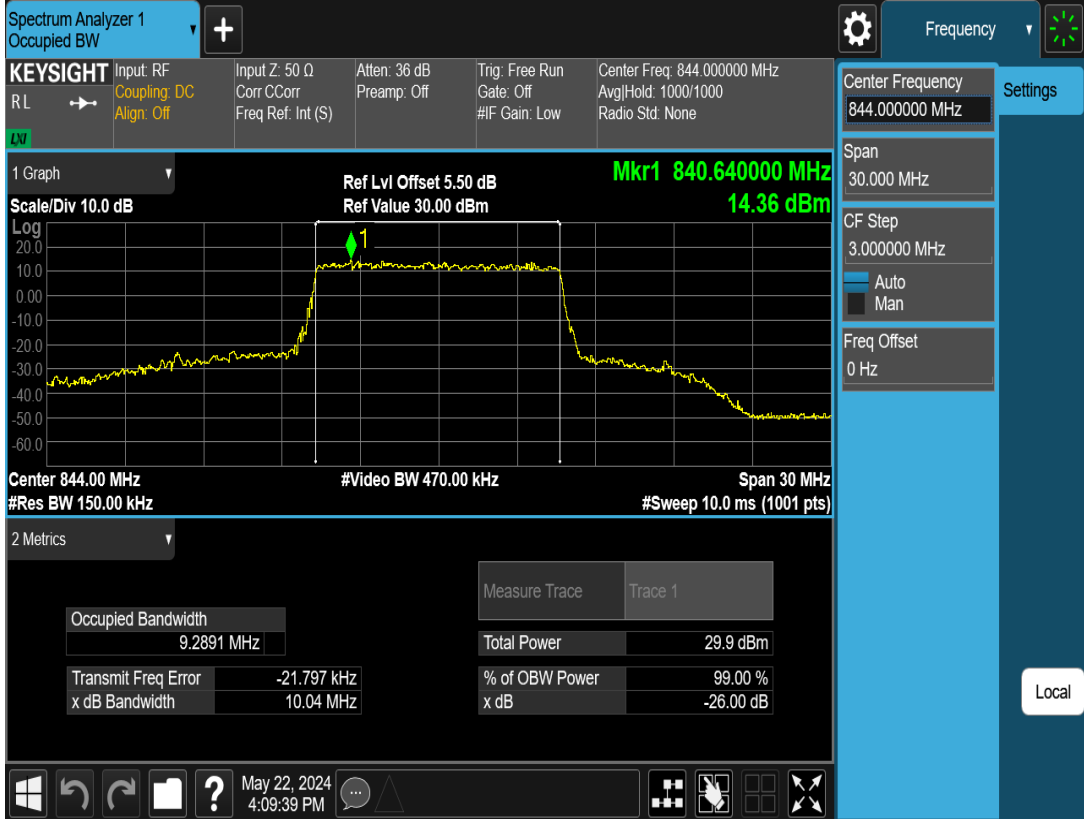 Spectrum Analyzer 1
Occupied BW
+
Frequency
KEYSIGHT
R L
LXI
Input: RF
Coupling: DC
Align: Off
Input Z: 50 Ω
Corr CCorr
Freq Ref: Int (S)
Atten: 36 dB
Preamp: Off
Trig: Free Run
Gate: Off
#IF Gain: Low
Center Freq: 844.000000 MHz
Avg|Hold: 1000/1000
Radio Std: None
Center Frequency
844.000000 MHz
Settings
Span
30.000 MHz
CF Step
3.000000 MHz
Auto
Man
Freq Offset
0 Hz
Local
1 Graph
Scale/Div 10.0 dB
Ref Lvl Offset 5.50 dB
Ref Value 30.00 dBm
Mkr1 840.640000 MHz
14.36 dBm
Log
1
20.0
10.0
0.00
-10.0
-20.0
-30.0
-40.0
-50.0
-60.0
Center 844.00 MHz
#Video BW 470.00 kHz
Span 30 MHz
#Res BW 150.00 kHz
#Sweep 10.0 ms (1001 pts)
2 Metrics
Measure Trace Trace 1
Occupied Bandwidth
9.2891 MHz
Total Power 29.9 dBm
Transmit Freq Error -21.797 kHz
% of OBW Power 99.00 %
x dB Bandwidth 10.04 MHz
x dB -26.00 dB
?
May 22, 2024
4:09:39 PM